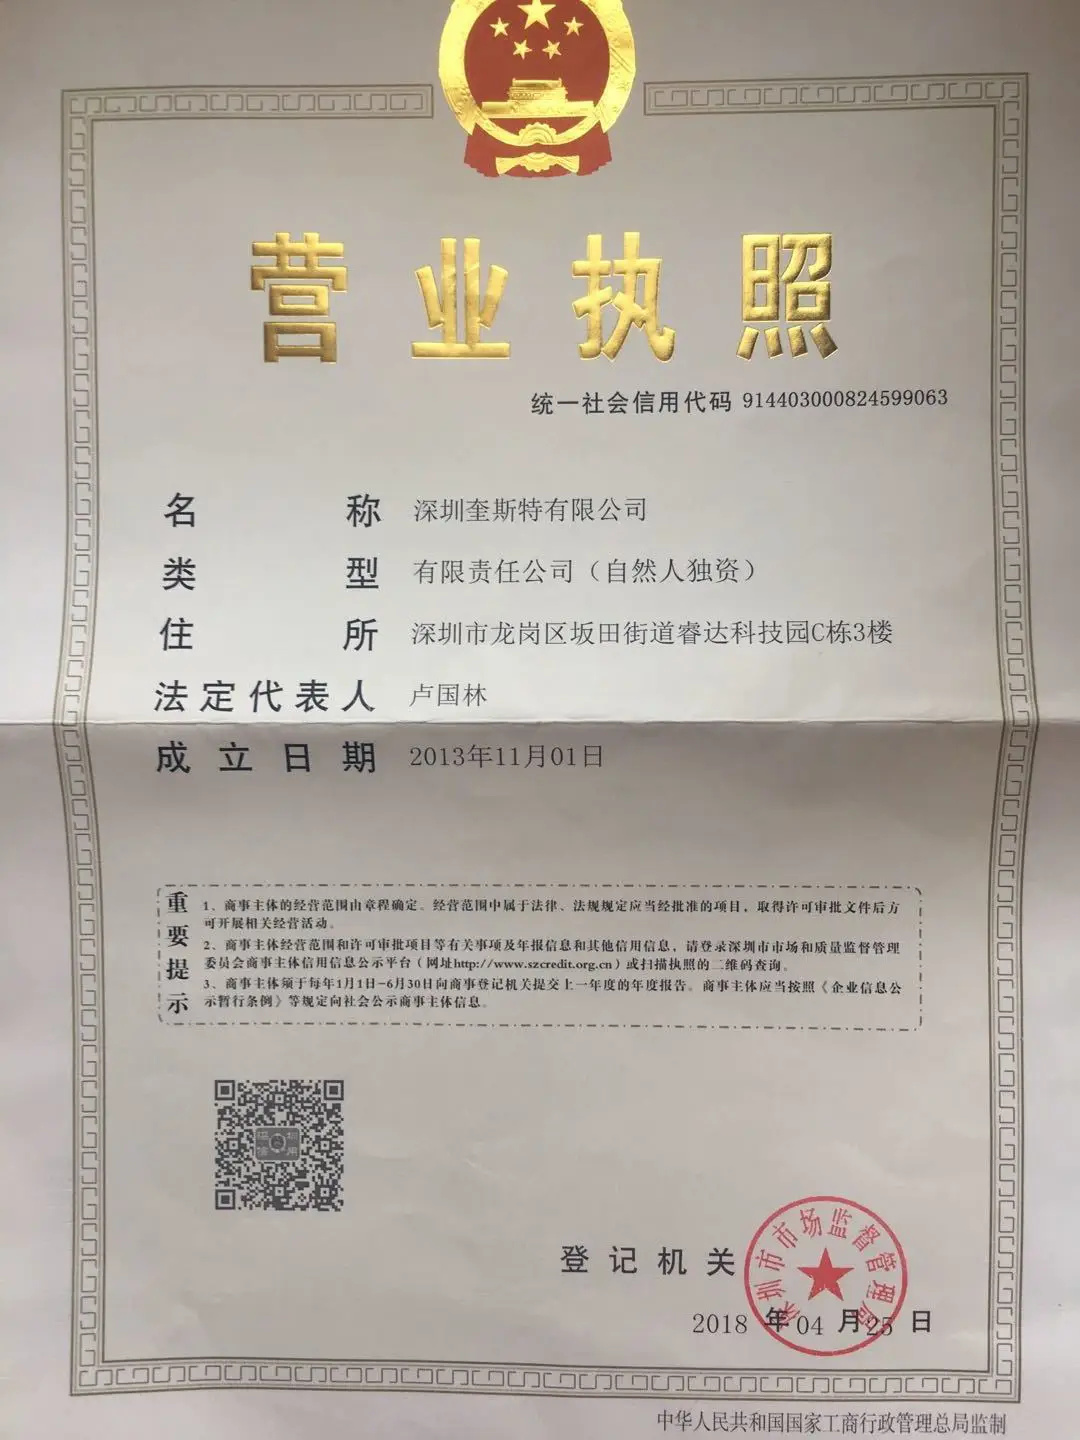 营业执照
统一社会信用代码 914403000824599063
名称 深圳奎斯特有限公司
类型 有限责任公司（自然人独资）
住所 深圳市龙岗区坂田街道睿达科技园C栋3楼
法定代表人 卢国林
成立日期 2013年11月01日
重要提示
1、商事主体的经营范围由章程确定。经营范围中属于法律、法规规定应当经批准的项目，取得许可审批文件后方
可开展相关经营活动。
2、商事主体经营范围和许可审批项目等有关事项及年报信息和其他信用信息，请登录深圳市市场和质量监督管理
委员会商事主体信用信息公示平台（网址http://www.szcredit.org.cn）或扫描执照的二维码查询。
3、商事主体须于每年1月1日-6月30日向商事登记机关提交上一年度的年度报告。商事主体应当按照《企业信息公
示暂行条例》等规定向社会公示商事主体信息。
登记机关
深圳市市场监督管理局
2018 年 04 月 25 日
中华人民共和国国家工商行政管理总局监制